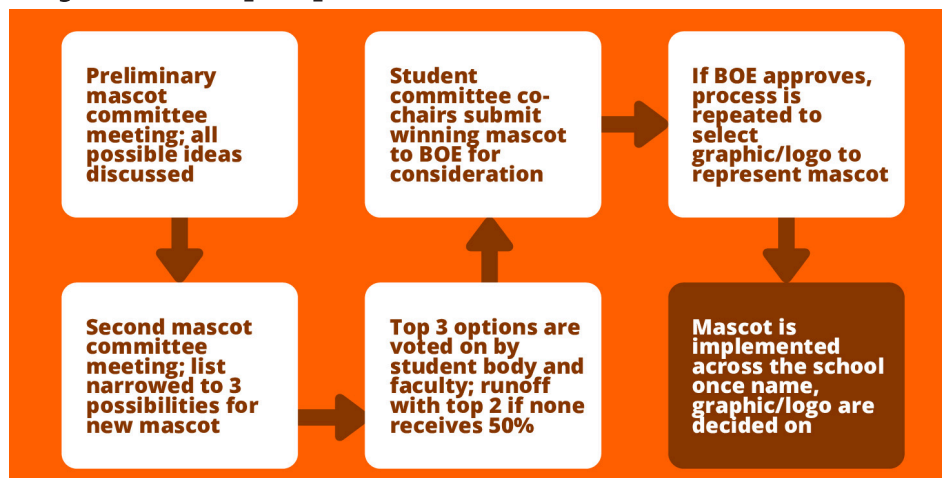 Preliminary
mascot
committee
meeting; all
possible ideas
discussed
Second mascot
committee
meeting; list
narrowed to 3
possibilities for
new mascot
Top 3 options are
voted on by
student body and
faculty; runoff
with top 2 if none
receives 50%
Student
committee co-
chairs submit
winning mascot
to BOE for
consideration
If BOE approves,
process is
repeated to
select
graphic/logo to
represent mascot
Mascot is
implemented
across the school
once name,
graphic/logo are
decided on